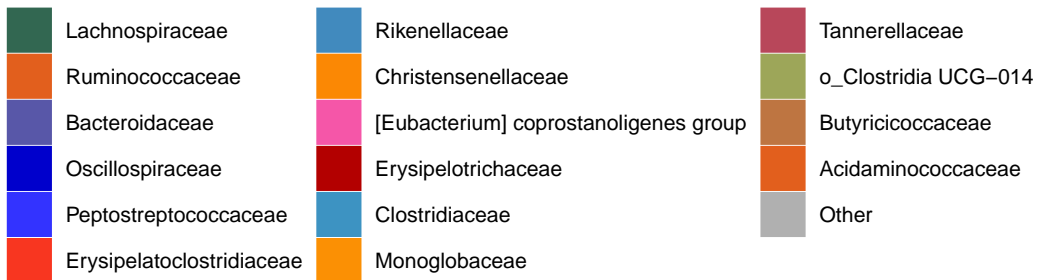 Lachnospiraceae
Ruminococcaceae
Bacteroidaceae
Oscillospiraceae
Peptostreptococcaceae
Erysipelatoclostridiaceae
Rikenellaceae
Christensenellaceae
[Eubacterium] coprostanoligenes group
Erysipelotrichaceae
Clostridiaceae
Monoglobaceae
Tannerellaceae
o_Clostridia UCG−014
Butyricicoccaceae
Acidaminococcaceae
Other